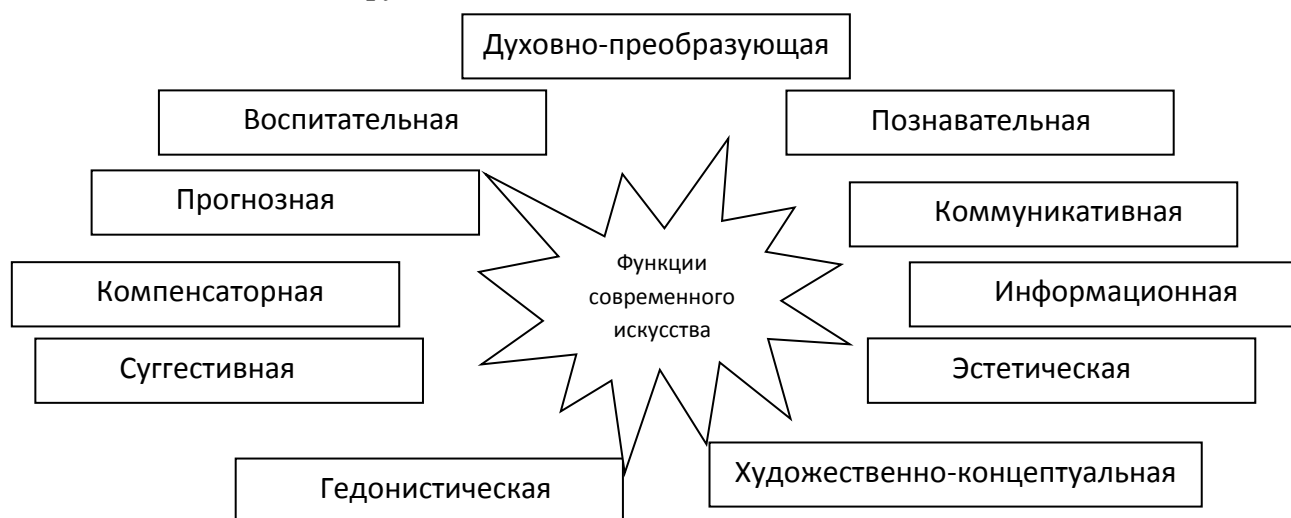 Духовно-преобразующая
Воспитательная
Познавательная
Прогнозная
Коммуникативная
Функции
современного
искусства
Компенсаторная
Информационная
Суггестивная
Эстетическая
Гедонистическая
Художественно-концептуальная